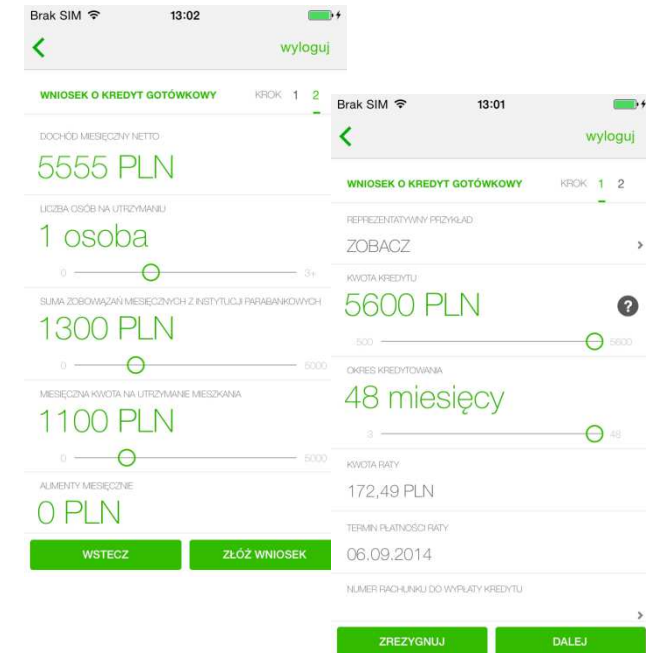 Brak SIM 13:02
wyloguj
WNIOSEK O KREDYT GOTÓWKOWY KROK 1 2
DOCHÓD MIESIĘCZNY NETTO
5555 PLN
LICZBA OSÓB NA UTRZYMANIU
1 osoba
0 3+
SUMA ZOBOWIĄZAŃ MIESIĘCZNYCH Z INSTYTUCJI PARABANKOWYCH
1300 PLN
0 5000
MIESIĘCZNA KWOTA NA UTRZYMANIE MIESZKANIA
1100 PLN
0 5000
ALIMENTY MIESIĘCZNIE
0 PLN
WSTECZ ZŁÓŻ WNIOSEK
Brak SIM 13:01
wyloguj
WNIOSEK O KREDYT GOTÓWKOWY KROK 1 2
REPREZENTATYWNY PRZYKŁAD
ZOBACZ
KWOTA KREDYTU
5600 PLN ?
500 5600
OKRES KREDYTOWANIA
48 miesięcy
3 48
KWOTA RATY
172,49 PLN
TERMIN PŁATNOŚCI RATY
06.09.2014
NUMER RACHUNKU DO WYPŁATY KREDYTU
ZREZYGNUJ DALEJ